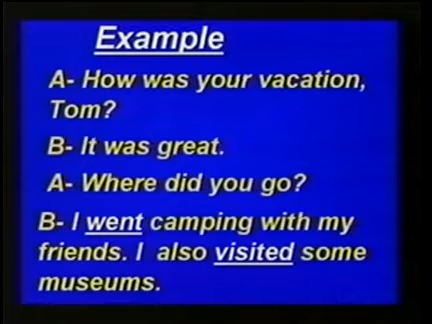 Example
A- How was your vacation,
Tom?
B- It was great.
A- Where did you go?
B- I went camping with my
friends. I also visited some
museums.